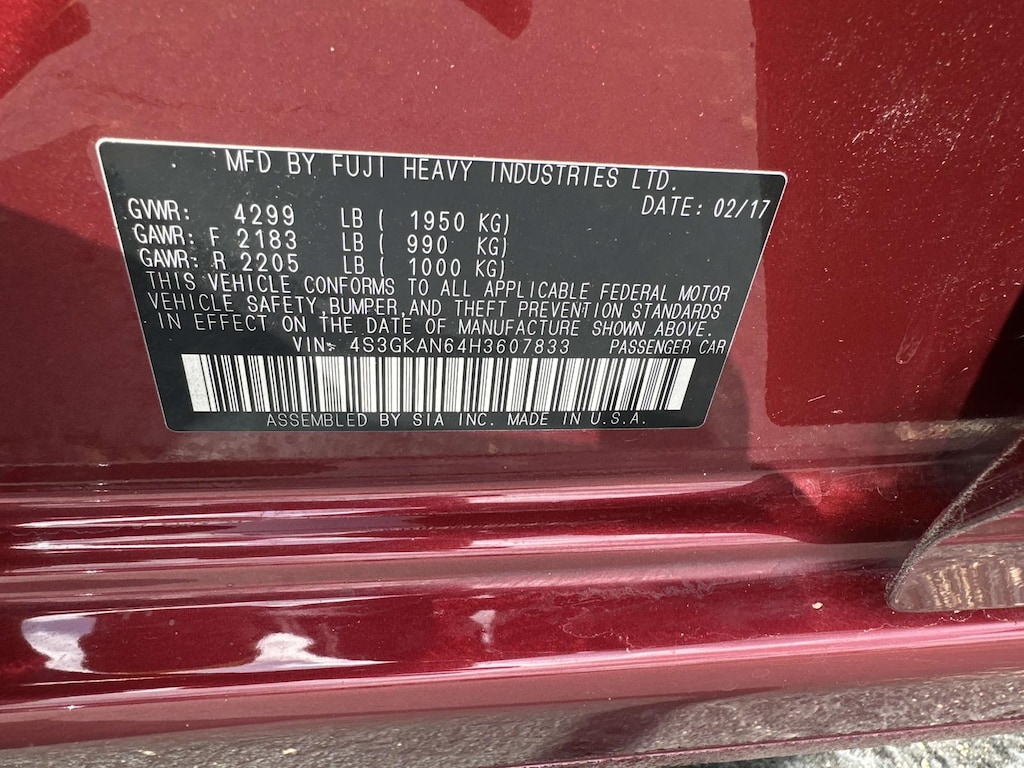 MFD BY FUJI HEAVY INDUSTRIES LTD.
DATE: 02/17
GVWR: 4299 LB ( 1950 KG)
GAWR: F 2183 LB ( 990 KG)
GAWR: R 2205 LB ( 1000 KG)
THIS VEHICLE CONFORMS TO ALL APPLICABLE FEDERAL MOTOR
VEHICLE SAFETY,BUMPER,AND THEFT PREVENTION STANDARDS
IN EFFECT ON THE DATE OF MANUFACTURE SHOWN ABOVE.
VIN: 4S3GKAN64H3607833 PASSENGER CAR
ASSEMBLED BY SIA INC. MADE IN U.S.A.